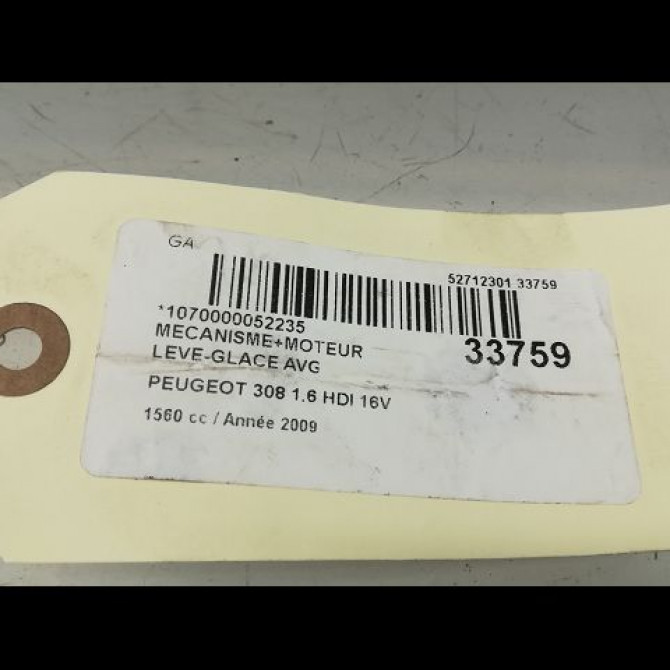 GA
52712301 33759
*1070000052235
MECANISME+MOTEUR
33759
LEVE-GLACE AVG
PEUGEOT 308 1.6 HDI 16V
1560 cc / Année 2009